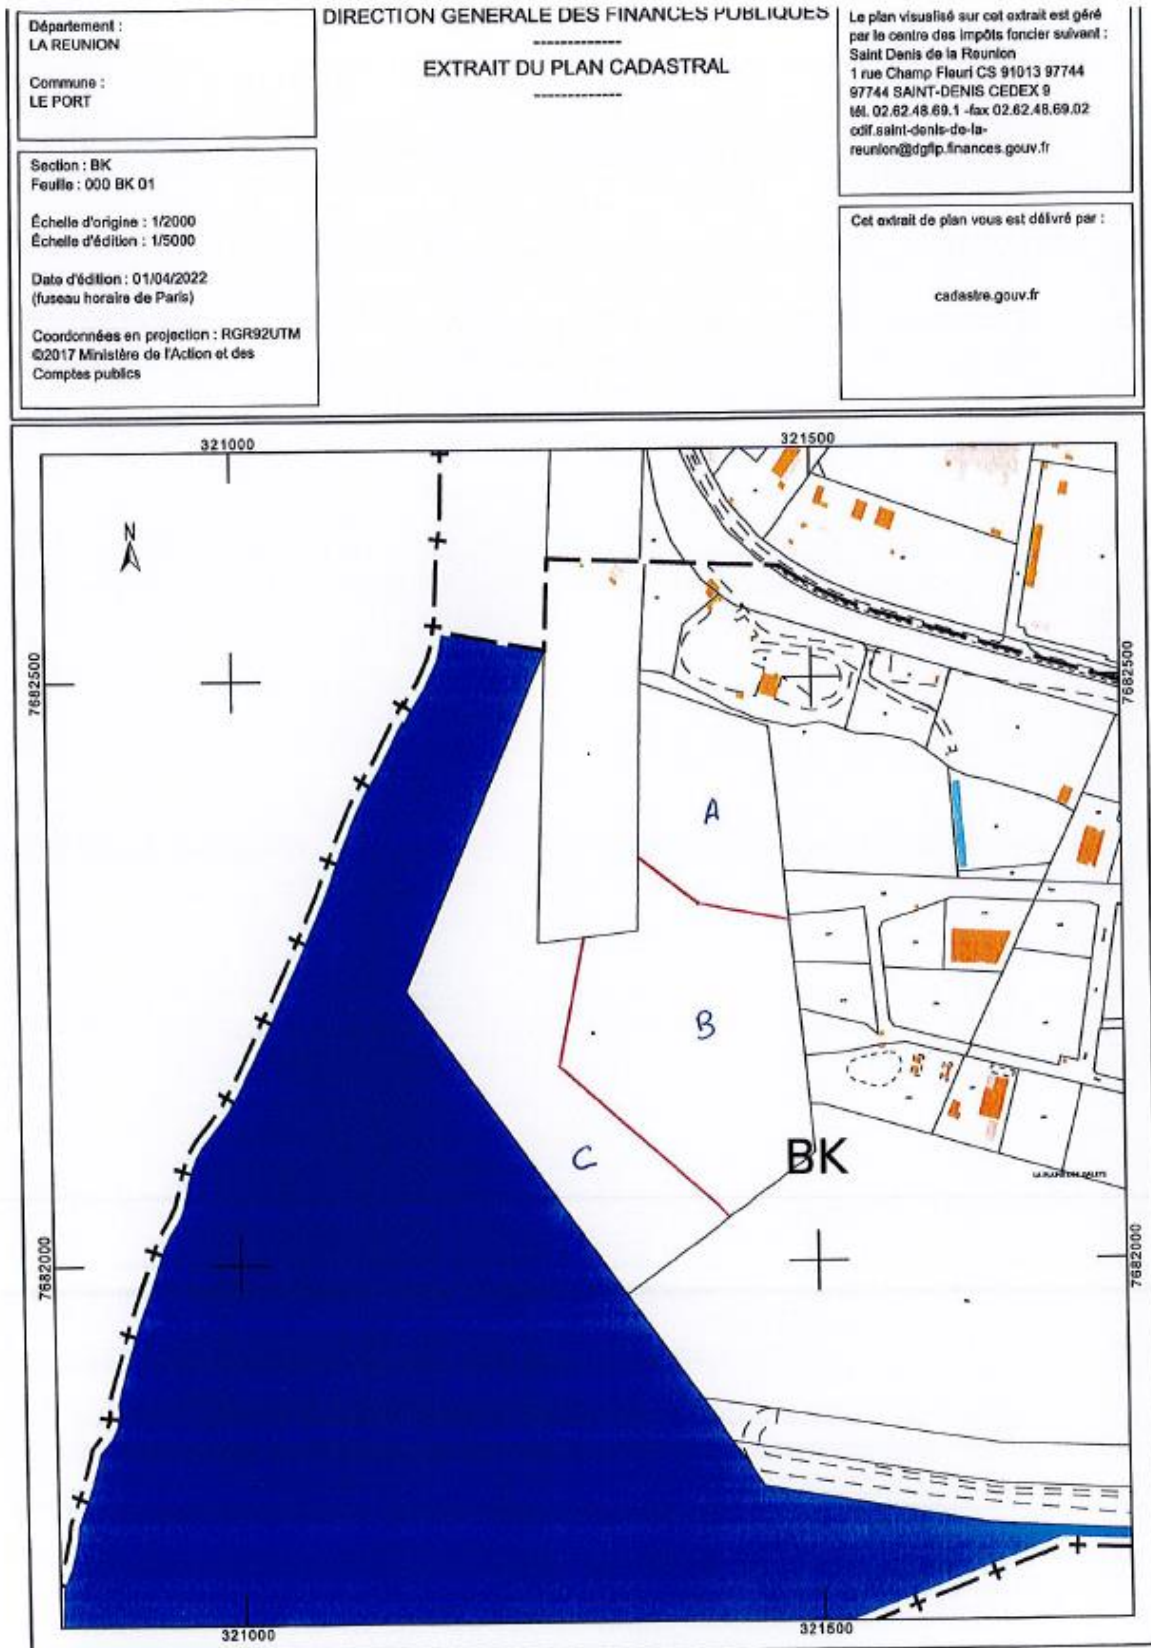 Département :
LA REUNION
Commune :
LE PORT
Section : BK
Feuille : 000 BK 01
Échelle d'origine : 1/2000
Échelle d'édition : 1/5000
Date d'édition : 01/04/2022
(fuseau horaire de Paris)
Coordonnées en projection : RGR92UTM
©2017 Ministère de l'Action et des
Comptes publics
DIRECTION GENERALE DES FINANCES PUBLIQUES
-------------
EXTRAIT DU PLAN CADASTRAL
-------------
Le plan visualisé sur cet extrait est géré
par le centre des impôts foncier suivant :
Saint Denis de la Reunion
1 rue Champ Fleuri CS 91013 97744
97744 SAINT-DENIS CEDEX 9
tél. 02.62.48.69.1 -fax 02.62.48.69.02
cdif.saint-denis-de-la-
reunion@dgfip.finances.gouv.fr
Cet extrait de plan vous est délivré par :
cadastre.gouv.fr
321000
321500
N
7682500
7682500
A
B
C
BK
7682000
7682000
321000
321500